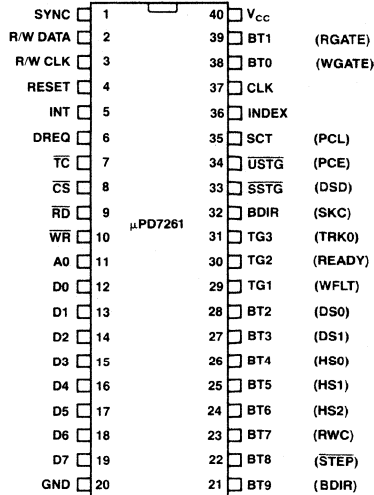 SYNC 1 40 VCC
R/W DATA 2 39 BT1 (RGATE)
R/W CLK 3 38 BT0 (WGATE)
RESET 4 37 CLK
INT 5 36 INDEX
DREQ 6 35 SCT (PCL)
TC 7 34 USTG (PCE)
CS 8 33 SSTG (DSD)
RD 9 32 BDIR (SKC)
µPD7261
WR 10 31 TG3 (TRK0)
A0 11 30 TG2 (READY)
D0 12 29 TG1 (WFLT)
D1 13 28 BT2 (DS0)
D2 14 27 BT3 (DS1)
D3 15 26 BT4 (HS0)
D4 16 25 BT5 (HS1)
D5 17 24 BT6 (HS2)
D6 18 23 BT7 (RWC)
D7 19 22 BT8 (STEP)
GND 20 21 BT9 (BDIR)